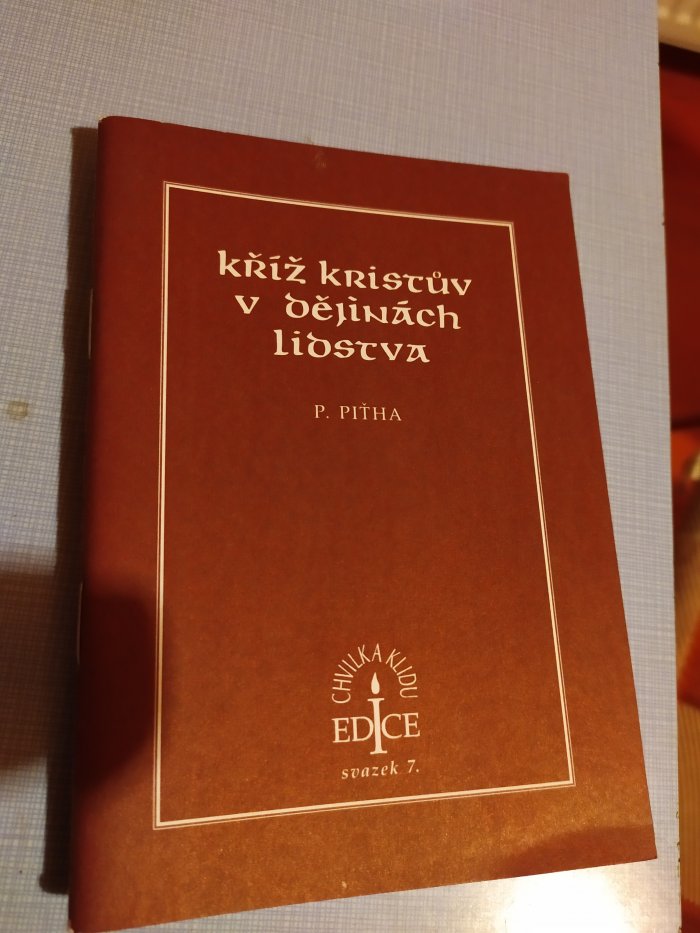 Kříž Kristův
v dějinách
lidstva
P. PIŤHA
CHVILKA KLIDU
EDICE
svazek 7.